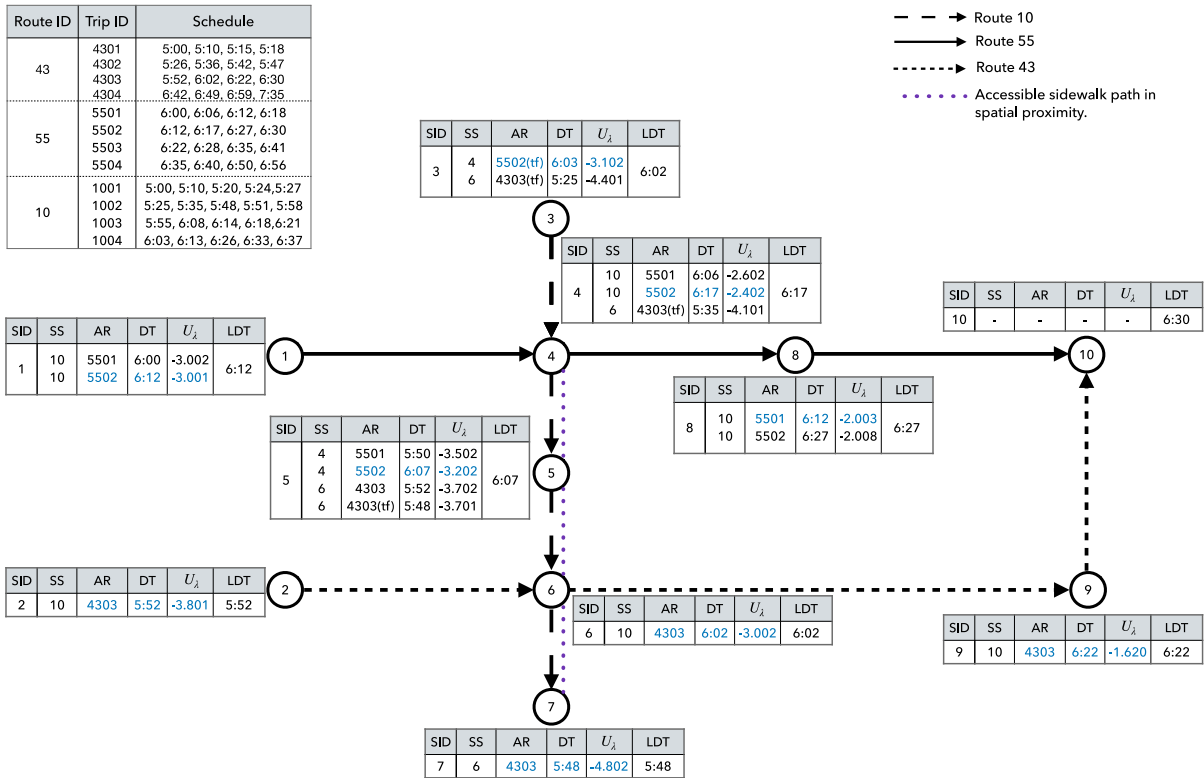 Route ID Trip ID Schedule
43
4301 5:00, 5:10, 5:15, 5:18
4302 5:26, 5:36, 5:42, 5:47
4303 5:52, 6:02, 6:22, 6:30
4304 6:42, 6:49, 6:59, 7:35
55
5501 6:00, 6:06, 6:12, 6:18
5502 6:12, 6:17, 6:27, 6:30
5503 6:22, 6:28, 6:35, 6:41
5504 6:35, 6:40, 6:50, 6:56
10
1001 5:00, 5:10, 5:20, 5:24,5:27
1002 5:25, 5:35, 5:48, 5:51, 5:58
1003 5:55, 6:08, 6:14, 6:18,6:21
1004 6:03, 6:13, 6:26, 6:33, 6:37
Route 10
Route 55
Route 43
Accessible sidewalk path in
spatial proximity.
SID SS AR DT Uλ LDT
3
4 5502(tf) 6:03 -3.102
6 4303(tf) 5:25 -4.401
6:02
3
SID SS AR DT Uλ LDT
4
10 5501 6:06 -2.602
10 5502 6:17 -2.402
6 4303(tf) 5:35 -4.101
6:17
SID SS AR DT Uλ LDT
10 - - - - 6:30
SID SS AR DT Uλ LDT
1
10 5501 6:00 -3.002
10 5502 6:12 -3.001
6:12
1
4
8
10
SID SS AR DT Uλ LDT
8
10 5501 6:12 -2.003
10 5502 6:27 -2.008
6:27
SID SS AR DT Uλ LDT
5
4 5501 5:50 -3.502
4 5502 6:07 -3.202
6 4303 5:52 -3.702
6 4303(tf) 5:48 -3.701
6:07
5
SID SS AR DT Uλ LDT
2 10 4303 5:52 -3.801 5:52
2
6
9
SID SS AR DT Uλ LDT
6 10 4303 6:02 -3.002 6:02
SID SS AR DT Uλ LDT
9 10 4303 6:22 -1.620 6:22
7
SID SS AR DT Uλ LDT
7 6 4303 5:48 -4.802 5:48